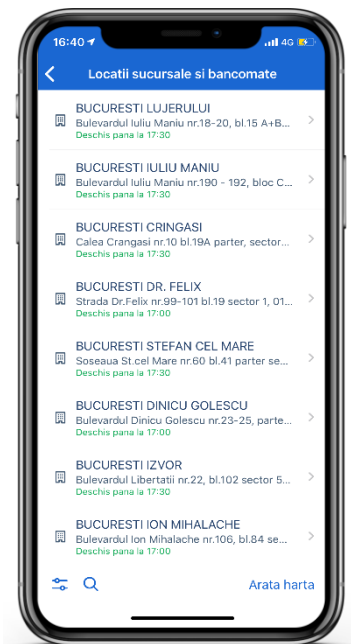 16:40
4G
Locatii sucursale si bancomate
BUCURESTI LUJERULUI
Bulevardul Iuliu Maniu nr.18-20, bl.15 A+B...
Deschis pana la 17:30
BUCURESTI IULIU MANIU
Bulevardul Iuliu Maniu nr.190 - 192, bloc C...
Deschis pana la 17:30
BUCURESTI CRINGASI
Calea Crangasi nr.10 bl.19A parter, sector...
Deschis pana la 17:30
BUCURESTI DR. FELIX
Strada Dr.Felix nr.99-101 bl.19 sector 1, 01...
Deschis pana la 17:00
BUCURESTI STEFAN CEL MARE
Soseaua St.cel Mare nr.60 bl.41 parter se...
Deschis pana la 17:30
BUCURESTI DINICU GOLESCU
Bulevardul Dinicu Golescu nr.23-25, parte...
Deschis pana la 17:00
BUCURESTI IZVOR
Bulevardul Libertatii nr.22, bl.102 sector 5...
Deschis pana la 17:30
BUCURESTI ION MIHALACHE
Bulevardul Ion Mihalache nr.106, bl.84 se...
Deschis pana la 17:00
Arata harta